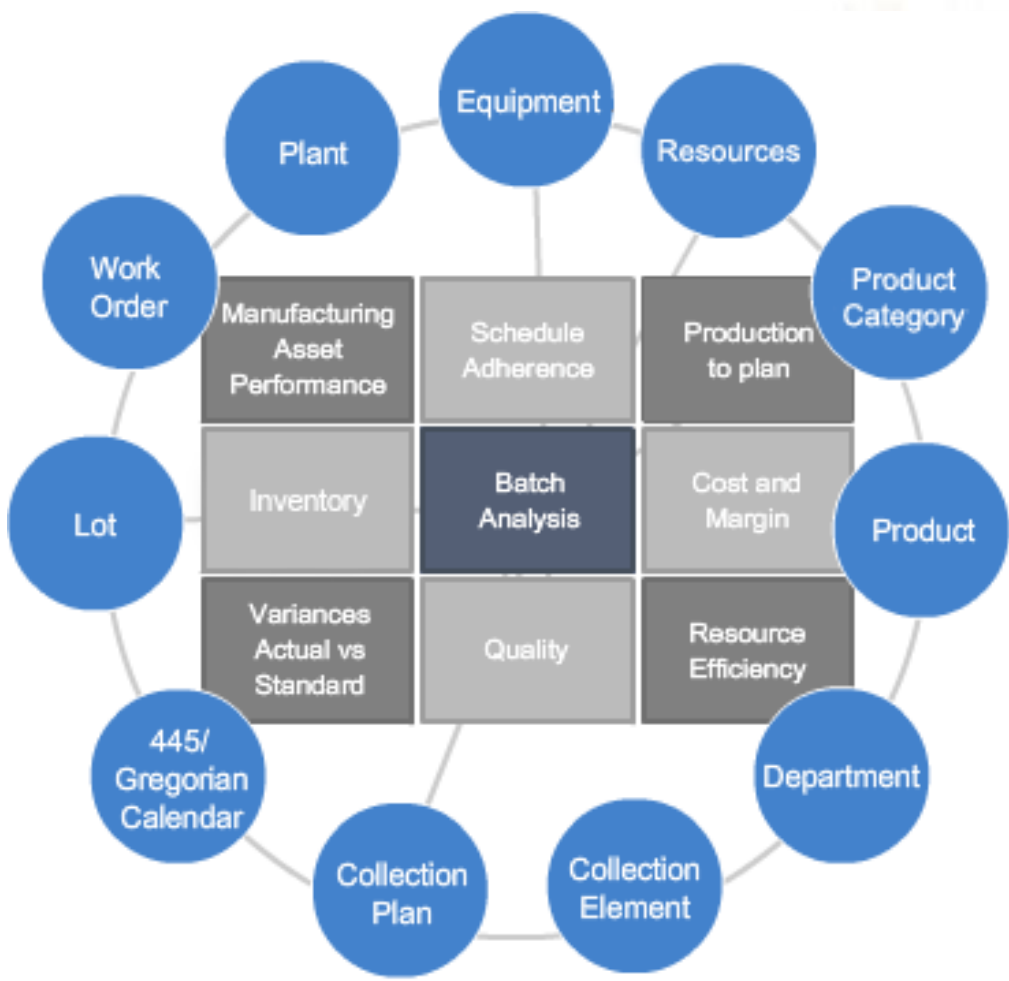 Equipment
Plant
Resources
Work
Order
Product
Category
Manufacturing
Asset
Performance
Schedule
Adherence
Production
to plan
Lot
Inventory
Batch
Analysis
Cost and
Margin
Product
Variances
Actual vs
Standard
Quality
Resource
Efficiency
445/
Gregorian
Calendar
Department
Collection
Plan
Collection
Element